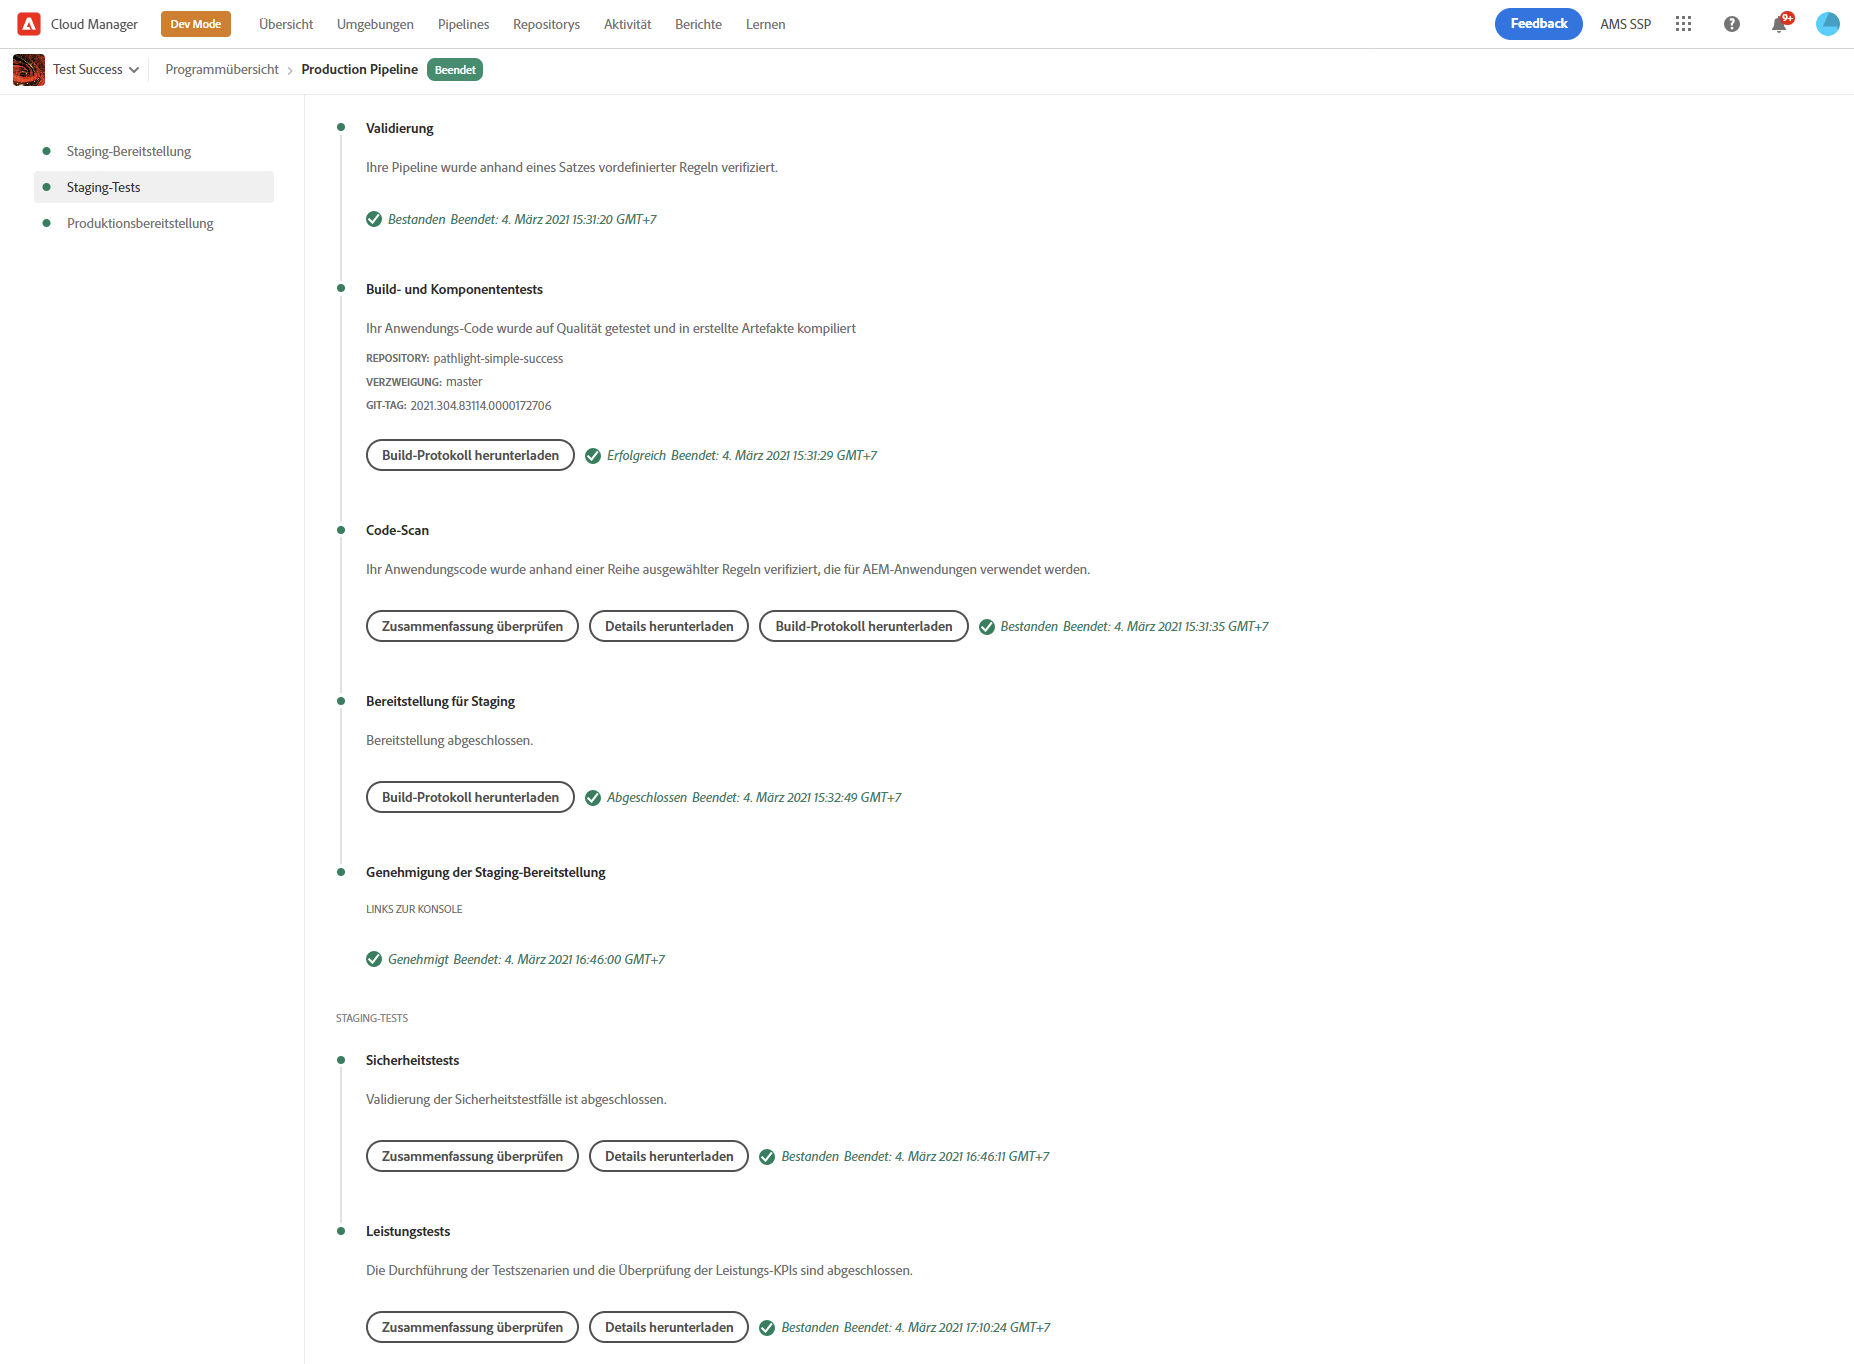 Cloud Manager Dev Mode Übersicht Umgebungen Pipelines Repositorys Aktivität Berichte Lernen Feedback AMS SSP 9+
Test Success Programmübersicht Production Pipeline Beendet
Staging-Bereitstellung
Staging-Tests
Produktionsbereitstellung
Validierung
Ihre Pipeline wurde anhand eines Satzes vordefinierter Regeln verifiziert.
Bestanden Beendet: 4. März 2021 15:31:20 GMT+7
Build- und Komponententests
Ihr Anwendungs-Code wurde auf Qualität getestet und in erstellte Artefakte kompiliert
REPOSITORY: pathlight-simple-success
VERZWEIGUNG: master
GIT-TAG: 2021.304.83114.0000172706
Build-Protokoll herunterladen Erfolgreich Beendet: 4. März 2021 15:31:29 GMT+7
Code-Scan
Ihr Anwendungscode wurde anhand einer Reihe ausgewählter Regeln verifiziert, die für AEM-Anwendungen verwendet werden.
Zusammenfassung überprüfen Details herunterladen Build-Protokoll herunterladen Bestanden Beendet: 4. März 2021 15:31:35 GMT+7
Bereitstellung für Staging
Bereitstellung abgeschlossen.
Build-Protokoll herunterladen Abgeschlossen Beendet: 4. März 2021 15:32:49 GMT+7
Genehmigung der Staging-Bereitstellung
LINKS ZUR KONSOLE
Genehmigt Beendet: 4. März 2021 16:46:00 GMT+7
STAGING-TESTS
Sicherheitstests
Validierung der Sicherheitstestfälle ist abgeschlossen.
Zusammenfassung überprüfen Details herunterladen Bestanden Beendet: 4. März 2021 16:46:11 GMT+7
Leistungstests
Die Durchführung der Testszenarien und die Überprüfung der Leistungs-KPIs sind abgeschlossen.
Zusammenfassung überprüfen Details herunterladen Bestanden Beendet: 4. März 2021 17:10:24 GMT+7